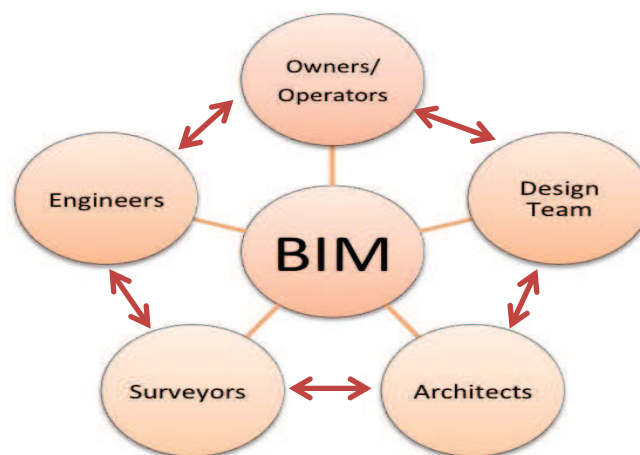 Owners/
Operators
Engineers
Design
Team
BIM
Surveyors
Architects